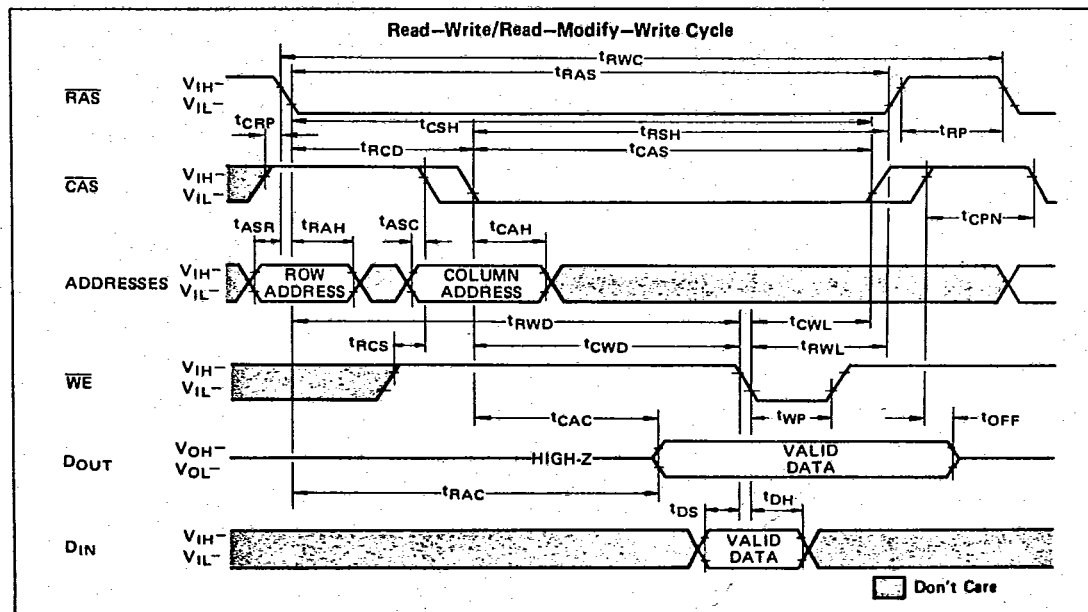 Read–Write/Read–Modify–Write Cycle
tRWC
tRAS
RAS
VIH–
VIL–
tCRP
tCSH
tRSH
tRP
tRCD
tCAS
CAS
VIH–
VIL–
tCPN
tASR
tRAH
tASC
tCAH
ADDRESSES
VIH–
VIL–
ROW
ADDRESS
COLUMN
ADDRESS
tRWD
tCWL
tRCS
tCWD
tRWL
WE
VIH–
VIL–
tWP
tCAC
tOFF
DOUT
VOH–
VOL–
HIGH-Z
VALID
DATA
tRAC
tDS
tDH
DIN
VIH–
VIL–
VALID
DATA
Don't Care